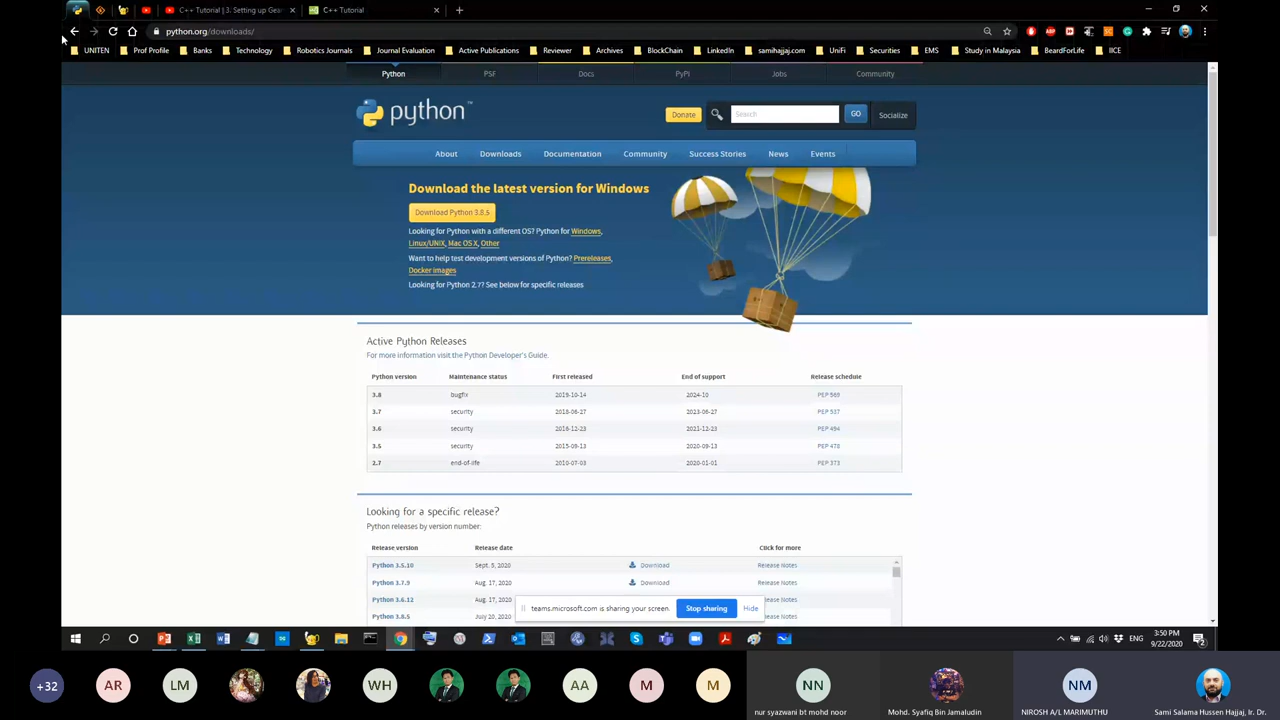 C++ Tutorial | 3. Setting up Gea
C++ Tutorial
python.org/downloads/
UNITEN
Prof Profile
Banks
Technology
Robotics Journals
Journal Evaluation
Active Publications
Reviewer
Archives
BlockChain
LinkedIn
samihajjaj.com
UniFi
Securities
EMS
Study in Malaysia
BeardForLife
IICE
Python
PSF
Docs
PyPI
Jobs
Community
python™
Donate
Search
GO
Socialize
About
Downloads
Documentation
Community
Success Stories
News
Events
Download the latest version for Windows
Download Python 3.8.5
Looking for Python with a different OS? Python for Windows,
Linux/UNIX, Mac OS X, Other
Want to help test development versions of Python? Prereleases,
Docker images
Looking for Python 2.7? See below for specific releases
Active Python Releases
For more information visit the Python Developer's Guide.
Python version Maintenance status First released End of support Release schedule
3.8 bugfix 2019-10-14 2024-10 PEP 569
3.7 security 2018-06-27 2023-06-27 PEP 537
3.6 security 2016-12-23 2021-12-23 PEP 494
3.5 security 2015-09-13 2020-09-13 PEP 478
2.7 end-of-life 2010-07-03 2020-01-01 PEP 373
Looking for a specific release?
Python releases by version number:
Release version Release date Click for more
Python 3.5.10 Sept. 5, 2020 Download Release Notes
Python 3.7.9 Aug. 17, 2020 Download Release Notes
Python 3.6.12 Aug. 17, 2020 Release Notes
Python 3.8.5 July 20, 2020 Release Notes
teams.microsoft.com is sharing your screen.
Stop sharing
Hide
ENG
3:50 PM
9/22/2020
+32
AR
LM
WH
AA
M
M
NN
NM
nur syazwani bt mohd noor
Mohd. Syafiq Bin Jamaludin
NIROSH A/L MARIMUTHU
Sami Salama Hussen Hajjaj, Ir. Dr.